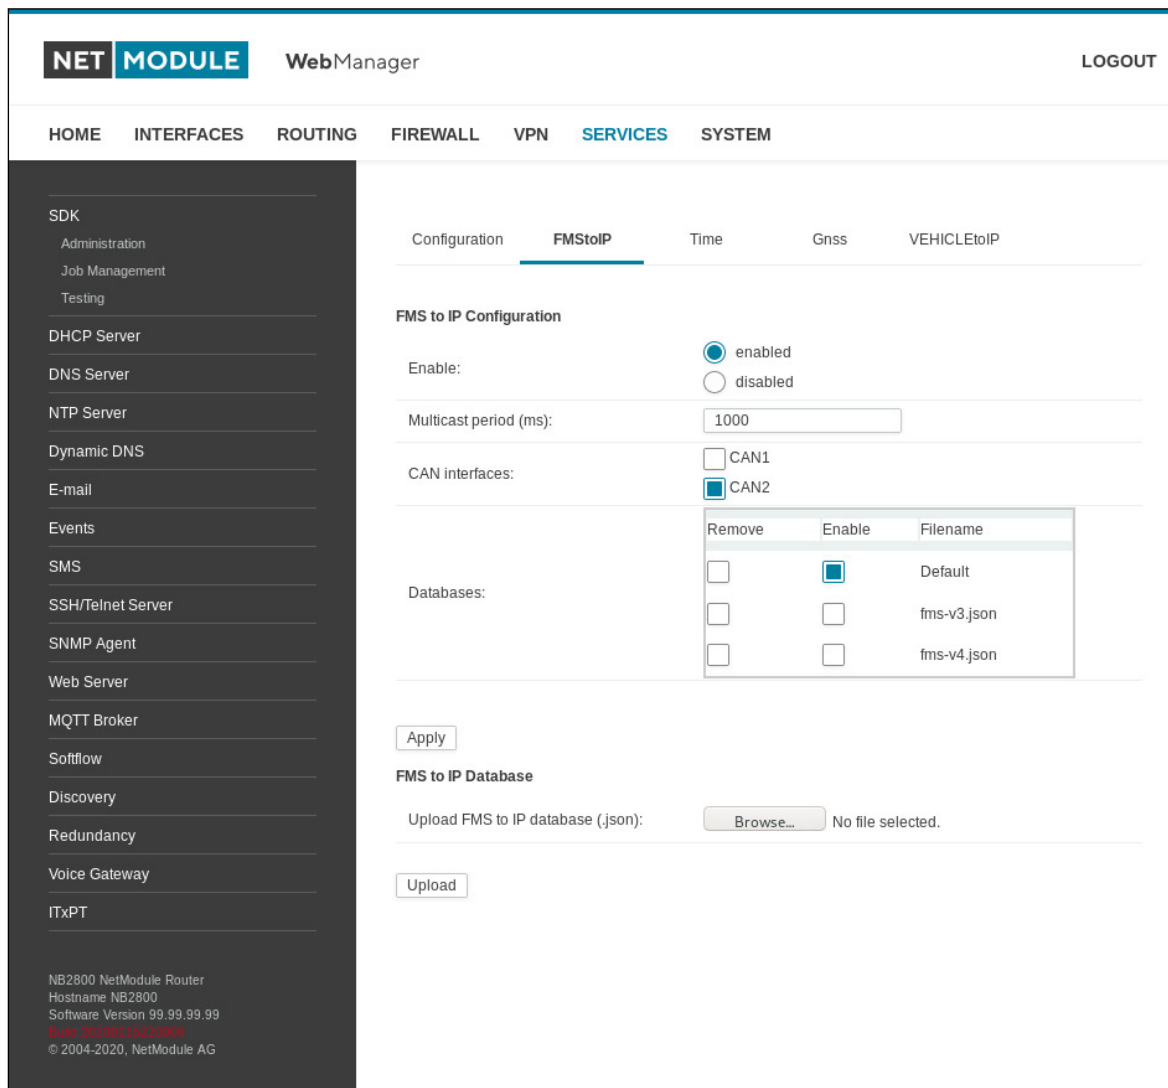 NET MODULE WebManager LOGOUT
HOME INTERFACES ROUTING FIREWALL VPN SERVICES SYSTEM
SDK
Administration
Job Management
Testing
DHCP Server
DNS Server
NTP Server
Dynamic DNS
E-mail
Events
SMS
SSH/Telnet Server
SNMP Agent
Web Server
MQTT Broker
Softflow
Discovery
Redundancy
Voice Gateway
ITxPT
NB2800 NetModule Router
Hostname NB2800
Software Version 99.99.99.99
Build
© 2004-2020, NetModule AG
Configuration FMStoIP Time Gnss VEHICLEtoIP
FMS to IP Configuration
Enable:
enabled
disabled
Multicast period (ms): 1000
CAN interfaces:
CAN1
CAN2
Databases:
Remove Enable Filename
Default
fms-v3.json
fms-v4.json
Apply
FMS to IP Database
Upload FMS to IP database (.json): Browse... No file selected.
Upload